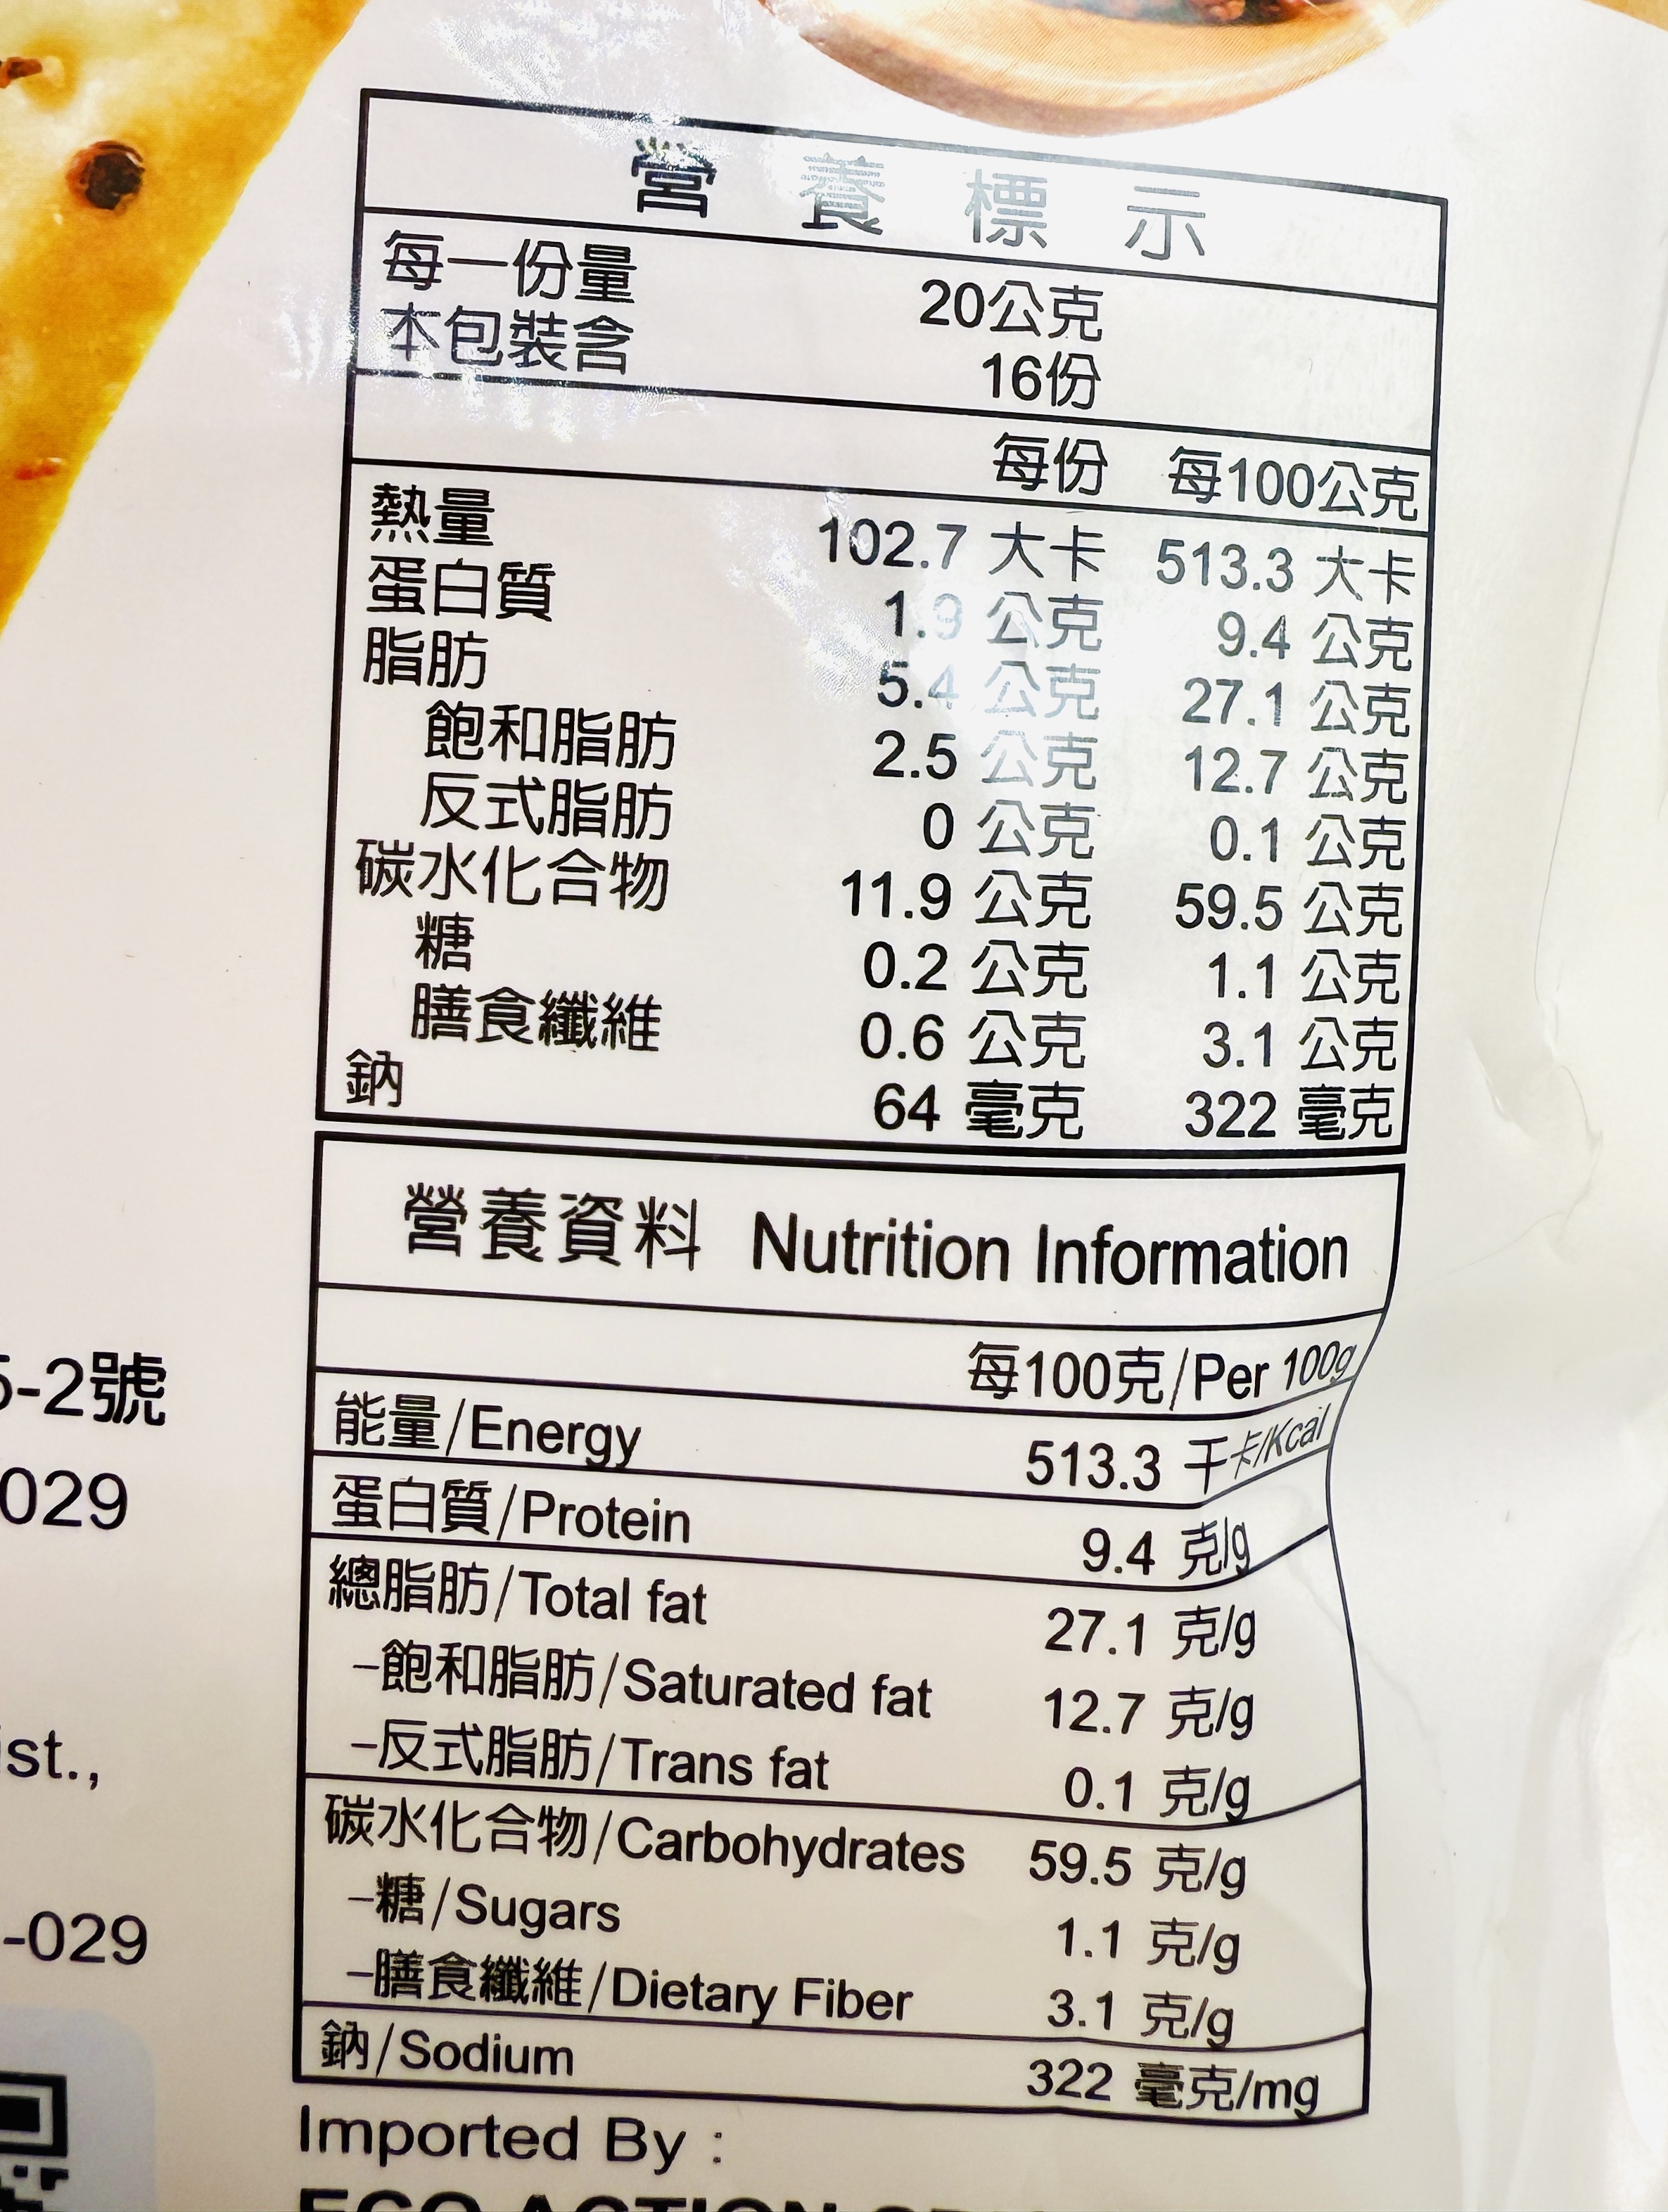 營養標示
每一份量 20公克
本包裝含 16份
每份 每100公克
熱量 102.7 大卡 513.3 大卡
蛋白質 1.9 公克 9.4 公克
脂肪 5.4 公克 27.1 公克
飽和脂肪 2.5 公克 12.7 公克
反式脂肪 0 公克 0.1 公克
碳水化合物 11.9 公克 59.5 公克
糖 0.2 公克 1.1 公克
膳食纖維 0.6 公克 3.1 公克
鈉 64 毫克 322 毫克
營養資料 Nutrition Information
每100克/Per 100g
能量/Energy 513.3 千卡/Kcal
蛋白質/Protein 9.4 克/g
總脂肪/Total fat 27.1 克/g
–飽和脂肪/Saturated fat 12.7 克/g
–反式脂肪/Trans fat 0.1 克/g
碳水化合物/Carbohydrates 59.5 克/g
–糖/Sugars 1.1 克/g
–膳食纖維/Dietary Fiber 3.1 克/g
鈉/Sodium 322 毫克/mg
Imported By :
ECO ACTION
-2號
029
ist.,
-029